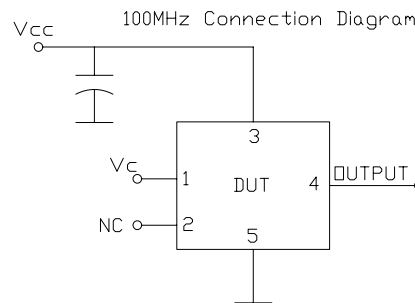 100MHz Connection Diagram
Vcc
3
Vc
1
DUT
4
OUTPUT
NC
2
5